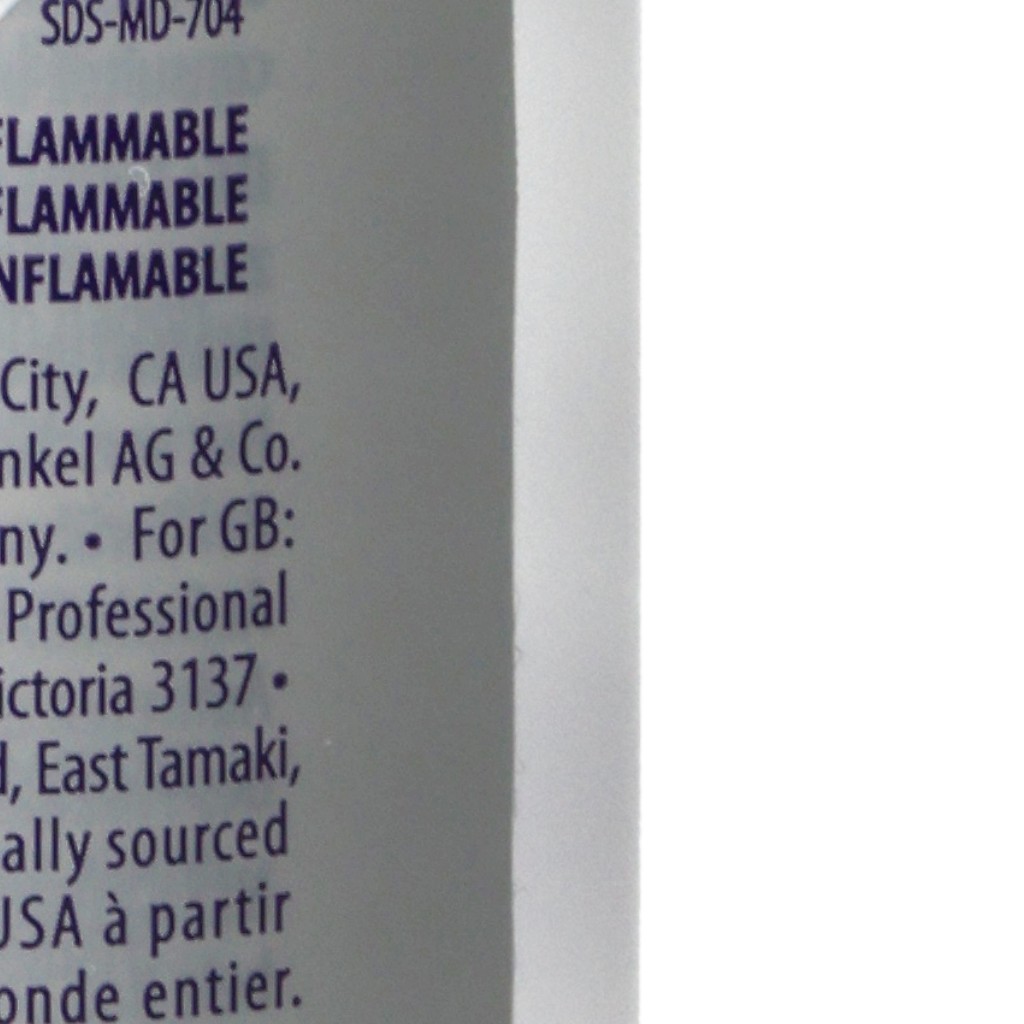 SDS-MD-704
FLAMMABLE
FLAMMABLE
NFLAMABLE
City, CA USA,
nkel AG & Co.
ny. • For GB:
Professional
ictoria 3137 •
d, East Tamaki,
ally sourced
USA à partir
onde entier.